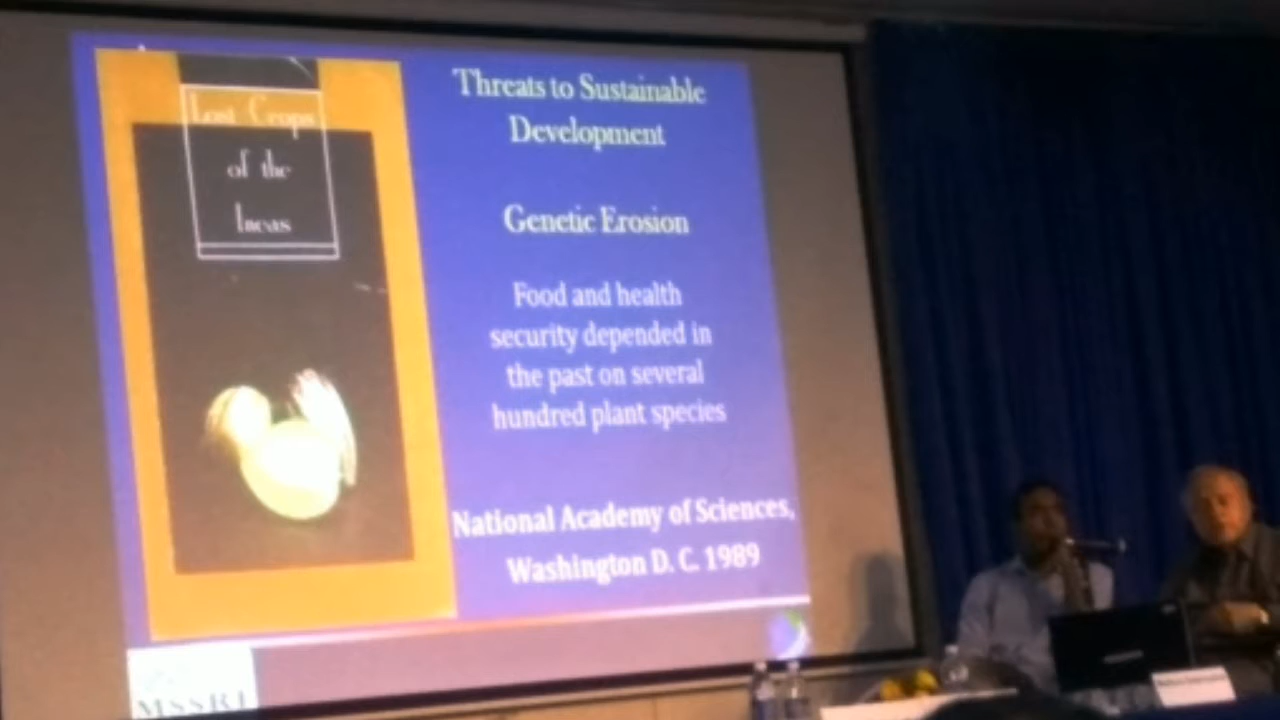 Lost Crops
of the
Incas
Threats to Sustainable
Development
Genetic Erosion
Food and health
security depended in
the past on several
hundred plant species
National Academy of Sciences,
Washington D. C. 1989
MSSRF